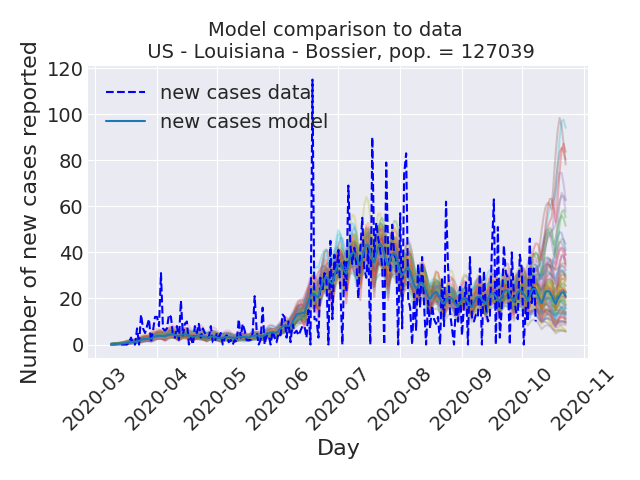 Model comparison to data
US - Louisiana - Bossier, pop. = 127039
Number of new cases reported
120
100
80
60
40
20
0
new cases data
new cases model
2020-03
2020-04
2020-05
2020-06
2020-07
2020-08
2020-09
2020-10
2020-11
Day